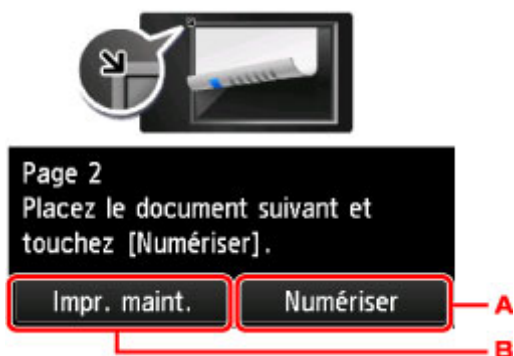 Page 2
Placez le document suivant et
touchez [Numériser].
Impr. maint.
Numériser
A
B